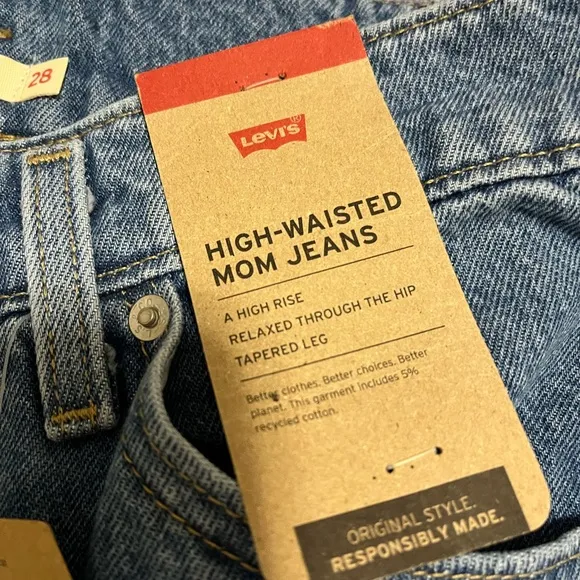 28
Levi's®
HIGH-WAISTED
MOM JEANS
A HIGH RISE
RELAXED THROUGH THE HIP
TAPERED LEG
Better clothes. Better choices. Better
planet. This garment includes 5%
recycled cotton.
ORIGINAL STYLE.
RESPONSIBLY MADE.